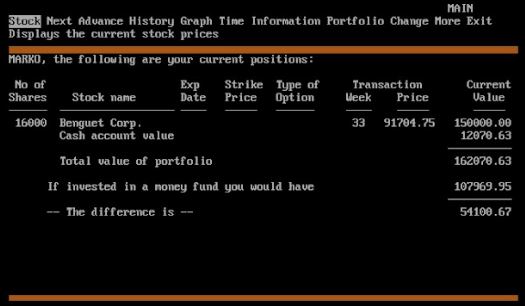 MAIN
Stock Next Advance History Graph Time Information Portfolio Change More Exit
Displays the current stock prices
MARKO, the following are your current positions:
No of Exp Strike Type of Transaction Current
Shares Stock name Date Price Option Week Price Value
16000 Benguet Corp. 33 91704.75 150000.00
Cash account value 12070.63
Total value of portfolio 162070.63
If invested in a money fund you would have 107969.95
-- The difference is -- 54100.67